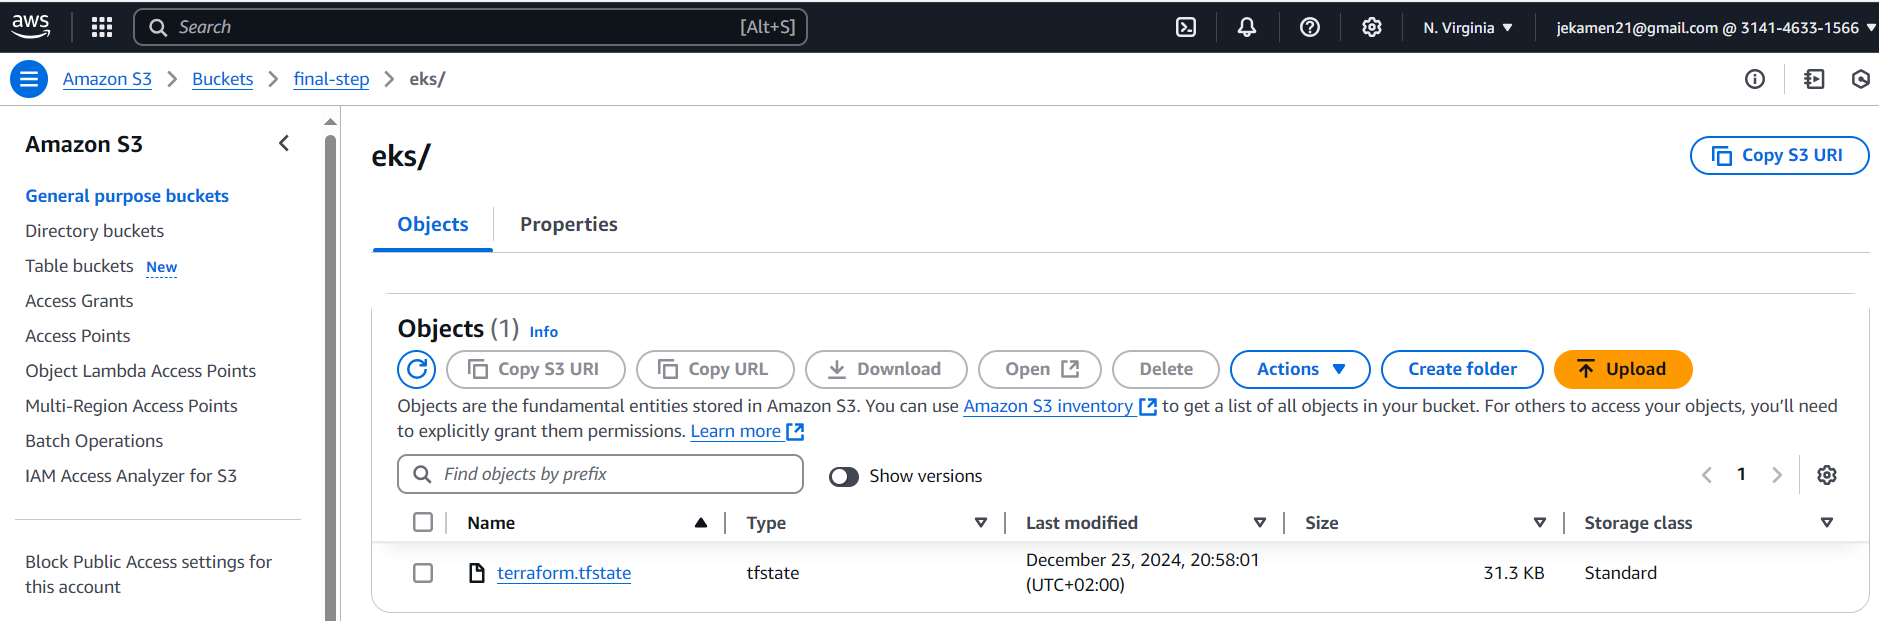 aws Search [Alt+S] N. Virginia jekamen21@gmail.com @ 3141-4633-1566
Amazon S3 Buckets final-step eks/
Amazon S3
General purpose buckets
Directory buckets
Table buckets New
Access Grants
Access Points
Object Lambda Access Points
Multi-Region Access Points
Batch Operations
IAM Access Analyzer for S3
Block Public Access settings for
this account
eks/
Copy S3 URI
Objects Properties
Objects (1) Info
Copy S3 URI Copy URL Download Open Delete Actions Create folder Upload
Objects are the fundamental entities stored in Amazon S3. You can use Amazon S3 inventory to get a list of all objects in your bucket. For others to access your objects, you’ll need
to explicitly grant them permissions. Learn more
Find objects by prefix Show versions 1
Name Type Last modified Size Storage class
terraform.tfstate tfstate December 23, 2024, 20:58:01 (UTC+02:00) 31.3 KB Standard